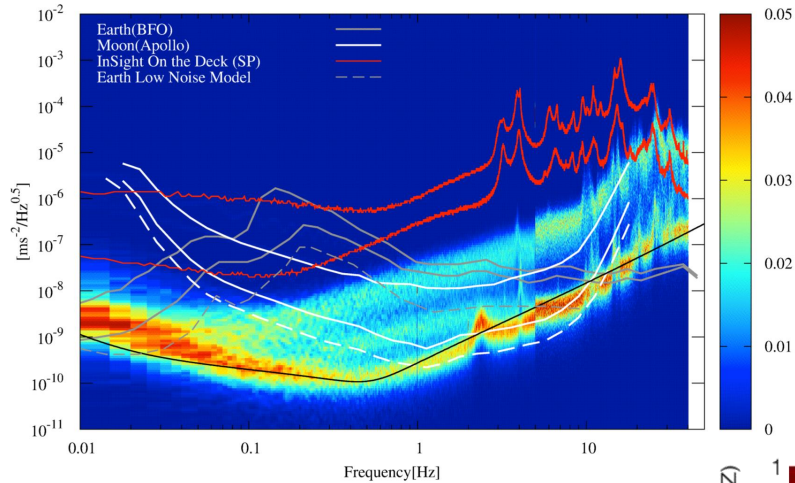 10⁻²
10⁻³
10⁻⁴
10⁻⁵
10⁻⁶
10⁻⁷
10⁻⁸
10⁻⁹
10⁻¹⁰
10⁻¹¹
[ms⁻²/Hz⁰·⁵]
Earth(BFO)
Moon(Apollo)
InSight On the Deck (SP)
Earth Low Noise Model
0.01 0.1 1 10
Frequency[Hz]
0.05
0.04
0.03
0.02
0.01
0
(Z
1